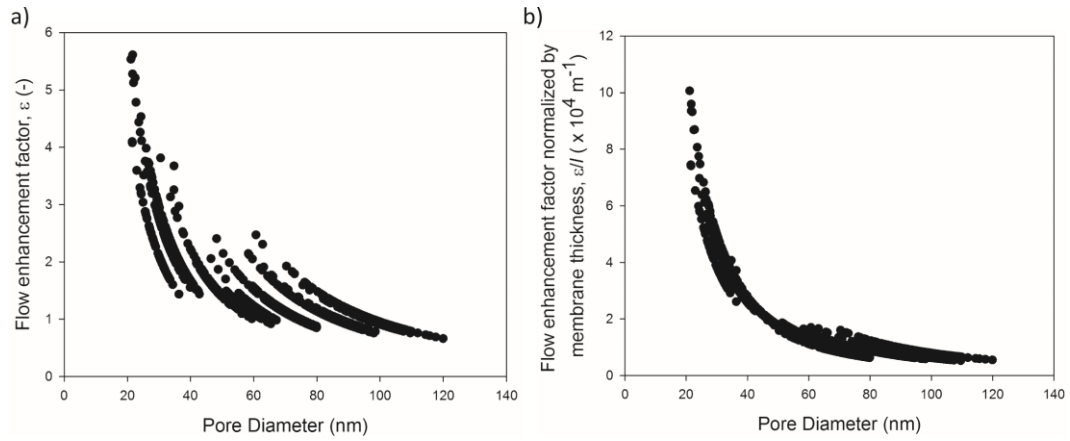 a)
Flow enhancement factor, ε (-)
6
5
4
3
2
1
0
0 20 40 60 80 100 120 140
Pore Diameter (nm)
b)
Flow enhancement factor normalized by
membrane thickness, ε/l ( x 10⁴ m⁻¹)
12
10
8
6
4
2
0
0 20 40 60 80 100 120 140
Pore Diameter (nm)